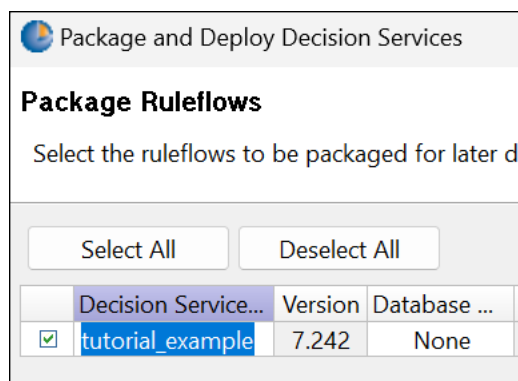 Package and Deploy Decision Services
Package Ruleflows
Select the ruleflows to be packaged for later d
Select All Deselect All
Decision Service... Version Database ...
tutorial_example 7.242 None